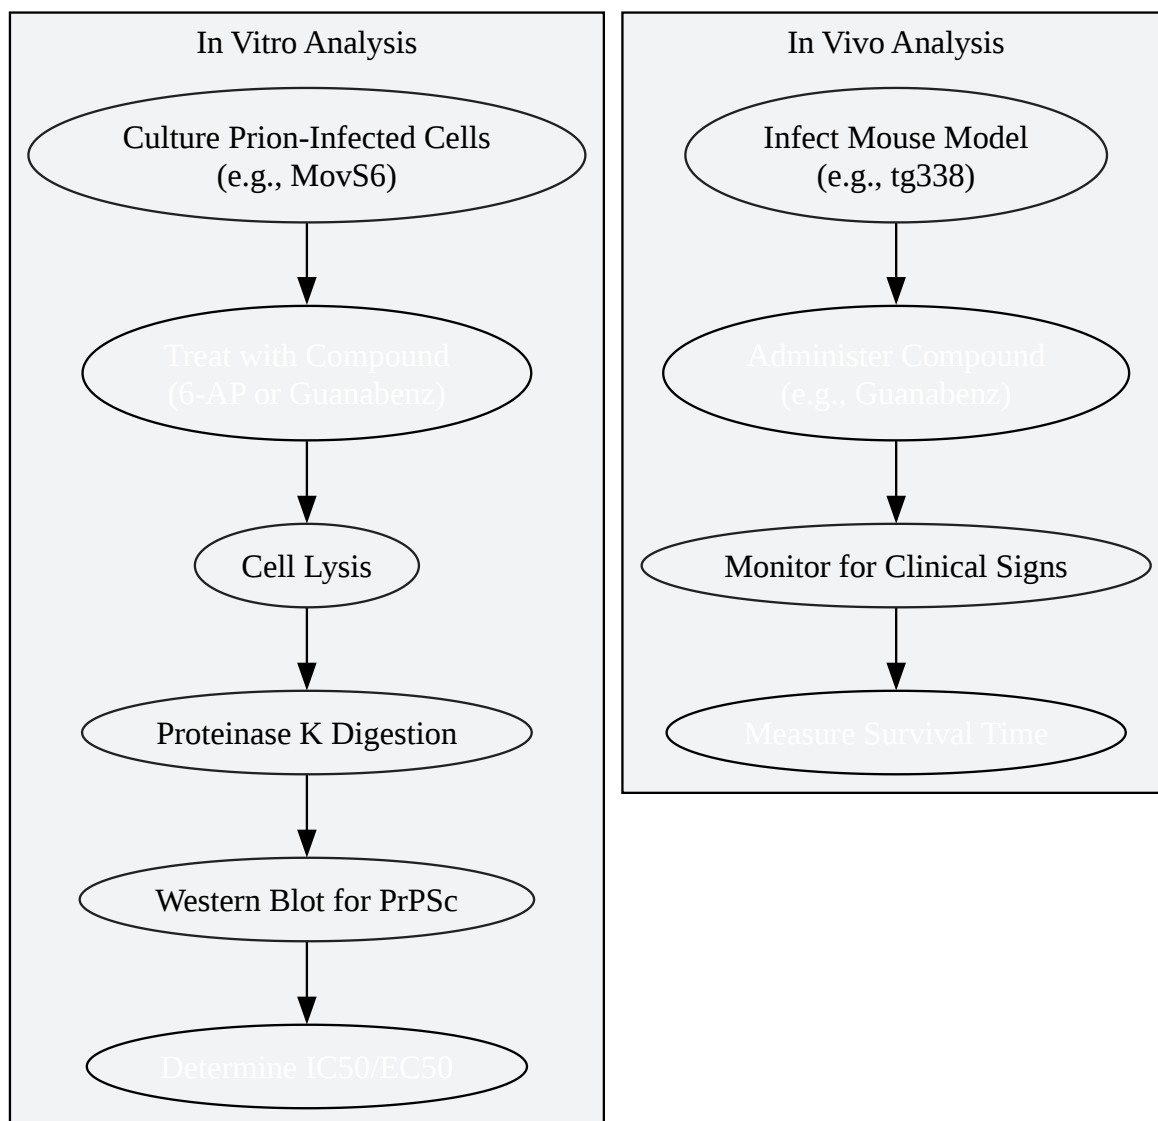 In Vitro Analysis
Culture Prion-Infected Cells
(e.g., MovS6)
Treat with Compound
(6-AP or Guanabenz)
Cell Lysis
Proteinase K Digestion
Western Blot for PrPSc
Determine IC50/EC50
In Vivo Analysis
Infect Mouse Model
(e.g., tg338)
Administer Compound
(e.g., Guanabenz)
Monitor for Clinical Signs
Measure Survival Time